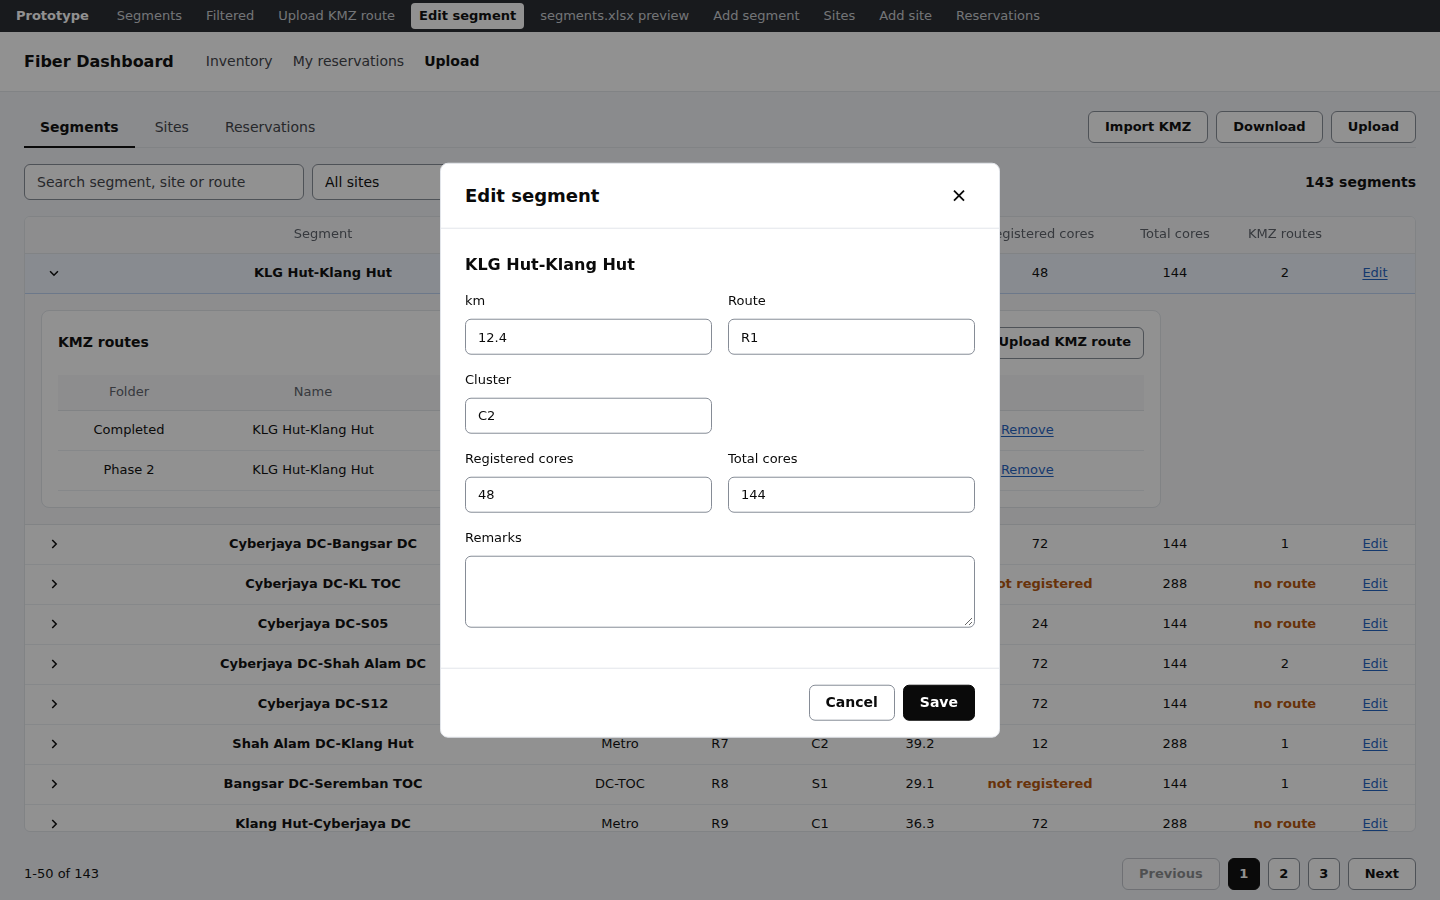 Prototype Segments Filtered Upload KMZ route Edit segment segments.xlsx preview Add segment Sites Add site Reservations
Fiber Dashboard Inventory My reservations Upload
Segments Sites Reservations Import KMZ Download Upload
Search segment, site or route All sites 143 segments
Edit segment
Segment Total cores KMZ routes
KLG Hut-Klang Hut 48 144 2 Edit
KLG Hut-Klang Hut
km Route
12.4 R1
KMZ routes Upload KMZ route
Cluster
Folder Name
C2
Completed KLG Hut-Klang Hut Remove
Registered cores Total cores
Phase 2 KLG Hut-Klang Hut Remove
48 144
Remarks
Cyberjaya DC-Bangsar DC 72 144 1 Edit
Cyberjaya DC-KL TOC registered 288 no route Edit
Cyberjaya DC-S05 24 144 no route Edit
Cyberjaya DC-Shah Alam DC 72 144 2 Edit
Cyberjaya DC-S12 72 144 no route Edit
Cancel Save
Shah Alam DC-Klang Hut Metro R7 C2 39.2 12 288 1 Edit
Bangsar DC-Seremban TOC DC-TOC R8 S1 29.1 not registered 144 1 Edit
Klang Hut-Cyberjaya DC Metro R9 C1 36.3 72 288 no route Edit
1-50 of 143 Previous 1 2 3 Next